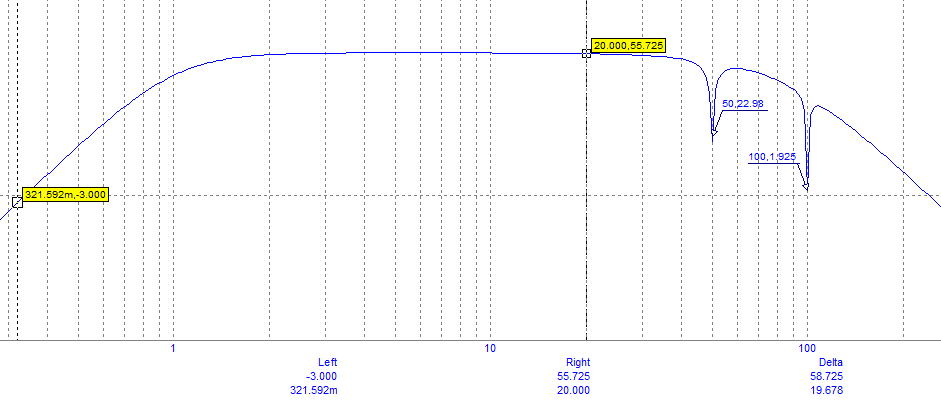 20.000,55.725
50,22.98
100,1.925
321.592m,-3.000
1 10 100
Left Right Delta
-3.000 55.725 58.725
321.592m 20.000 19.678